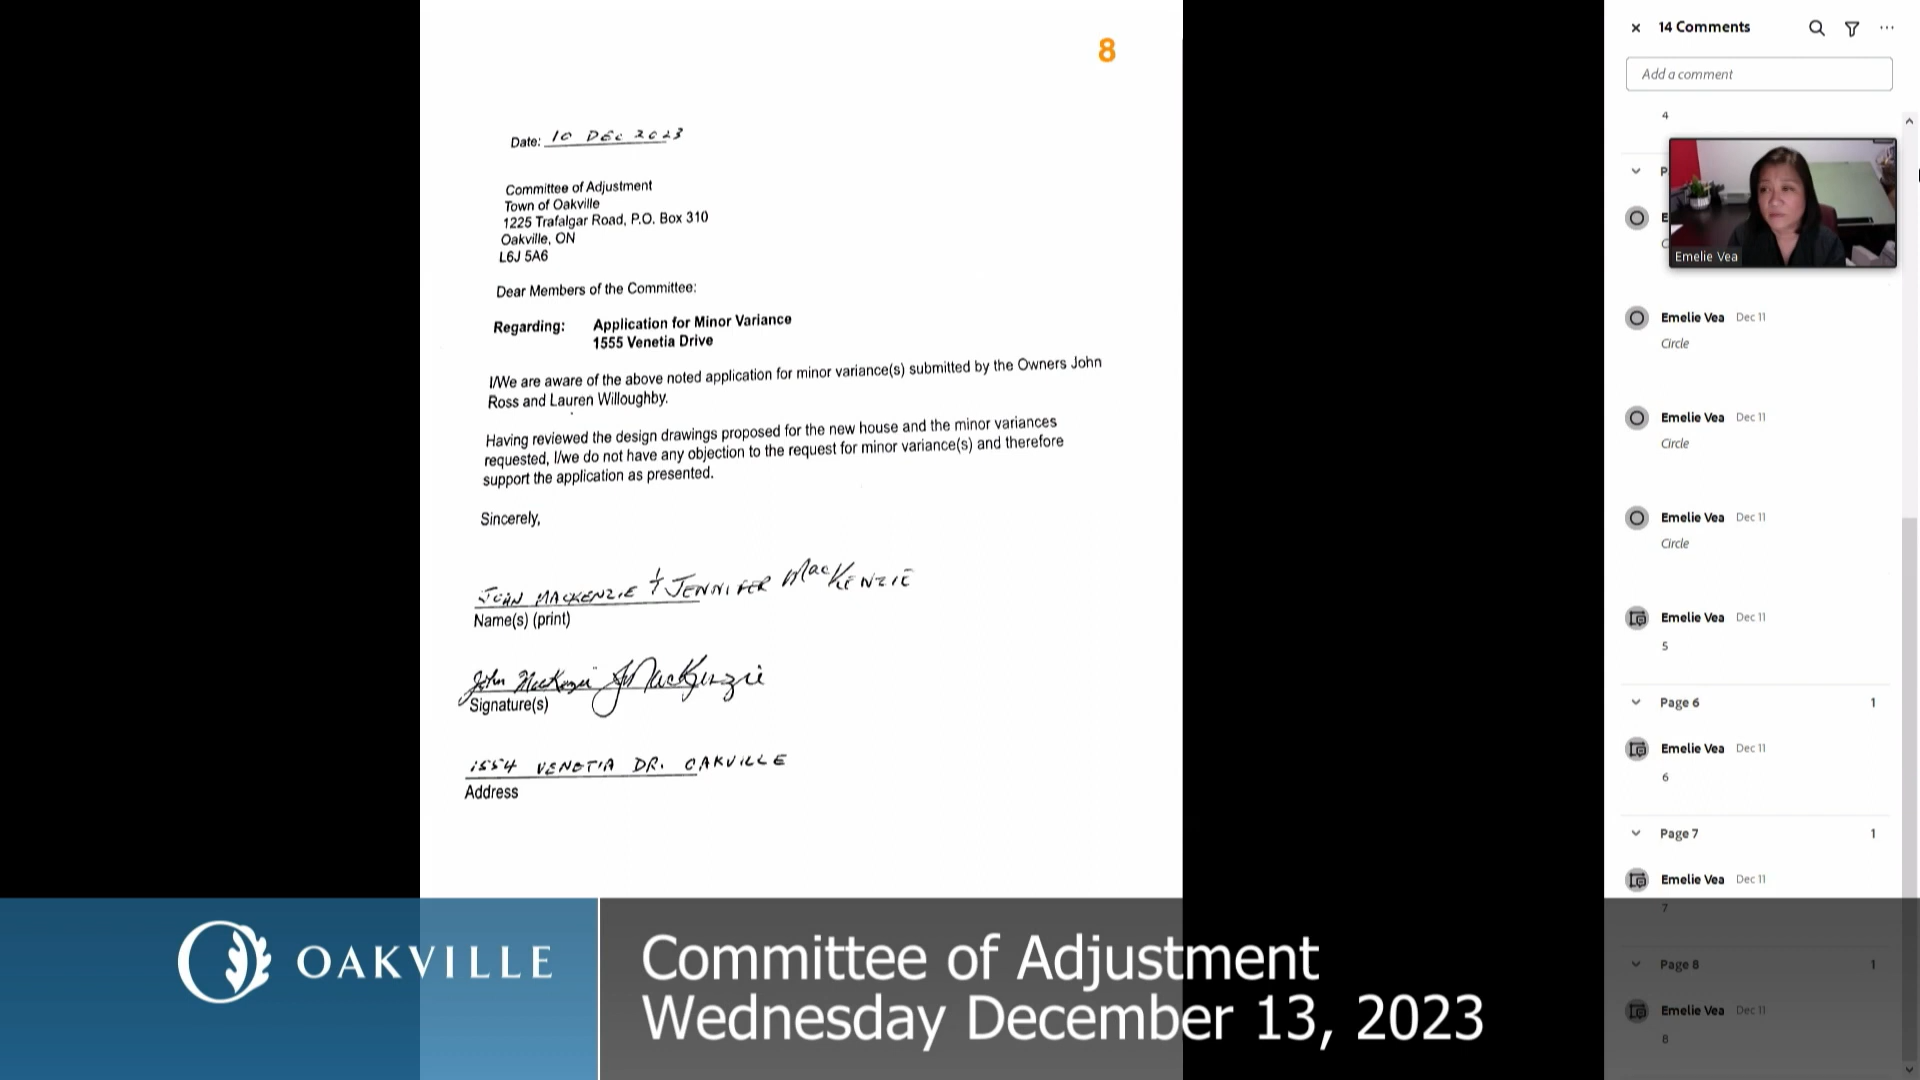 8
Date: 10 DEC 2023
Committee of Adjustment
Town of Oakville
1225 Trafalgar Road, P.O. Box 310
Oakville, ON
L6J 5A6
Dear Members of the Committee:
Regarding: Application for Minor Variance
1555 Venetia Drive
I/We are aware of the above noted application for minor variance(s) submitted by the Owners John
Ross and Lauren Willoughby.
Having reviewed the design drawings proposed for the new house and the minor variances
requested, I/we do not have any objection to the request for minor variance(s) and therefore
support the application as presented.
Sincerely,
JOHN MACKENZIE + JENNIFER MacKENZIE
Name(s) (print)
John MacKenzie J MacKenzie
Signature(s)
1554 VENETIA DR. OAKVILLE
Address
14 Comments
Add a comment
4
P
E
C
Emelie Vea
Emelie Vea Dec 11
Circle
Emelie Vea Dec 11
Circle
Emelie Vea Dec 11
Circle
Emelie Vea Dec 11
5
Page 6 1
Emelie Vea Dec 11
6
Page 7 1
Emelie Vea Dec 11
7
Page 8 1
Emelie Vea Dec 11
8
OAKVILLE
Committee of Adjustment
Wednesday December 13, 2023